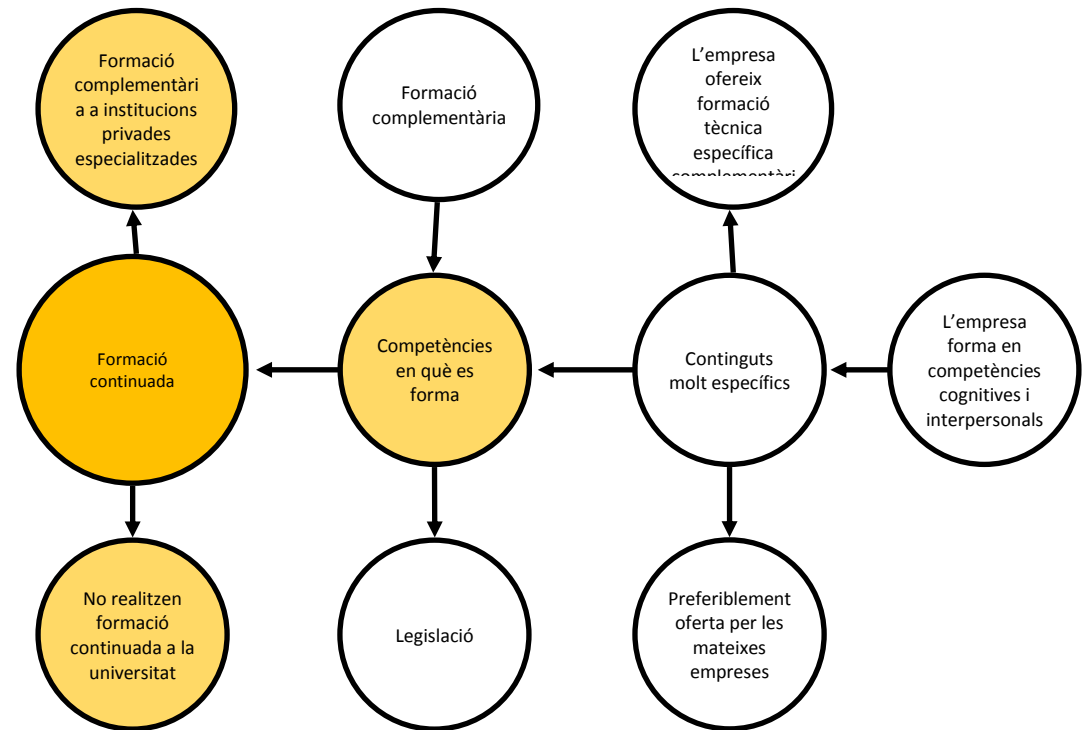 Formació
complementàri
a a institucions
privades
especialitzades
Formació
complementària
L’empresa
ofereix
formació
tècnica
específica
complementàri
Formació
continuada
Competències
en què es
forma
Continguts
molt específics
L’empresa
forma en
competències
cognitives i
interpersonals
No realitzen
formació
continuada a la
universitat
Legislació
Preferiblement
oferta per les
mateixes
empreses